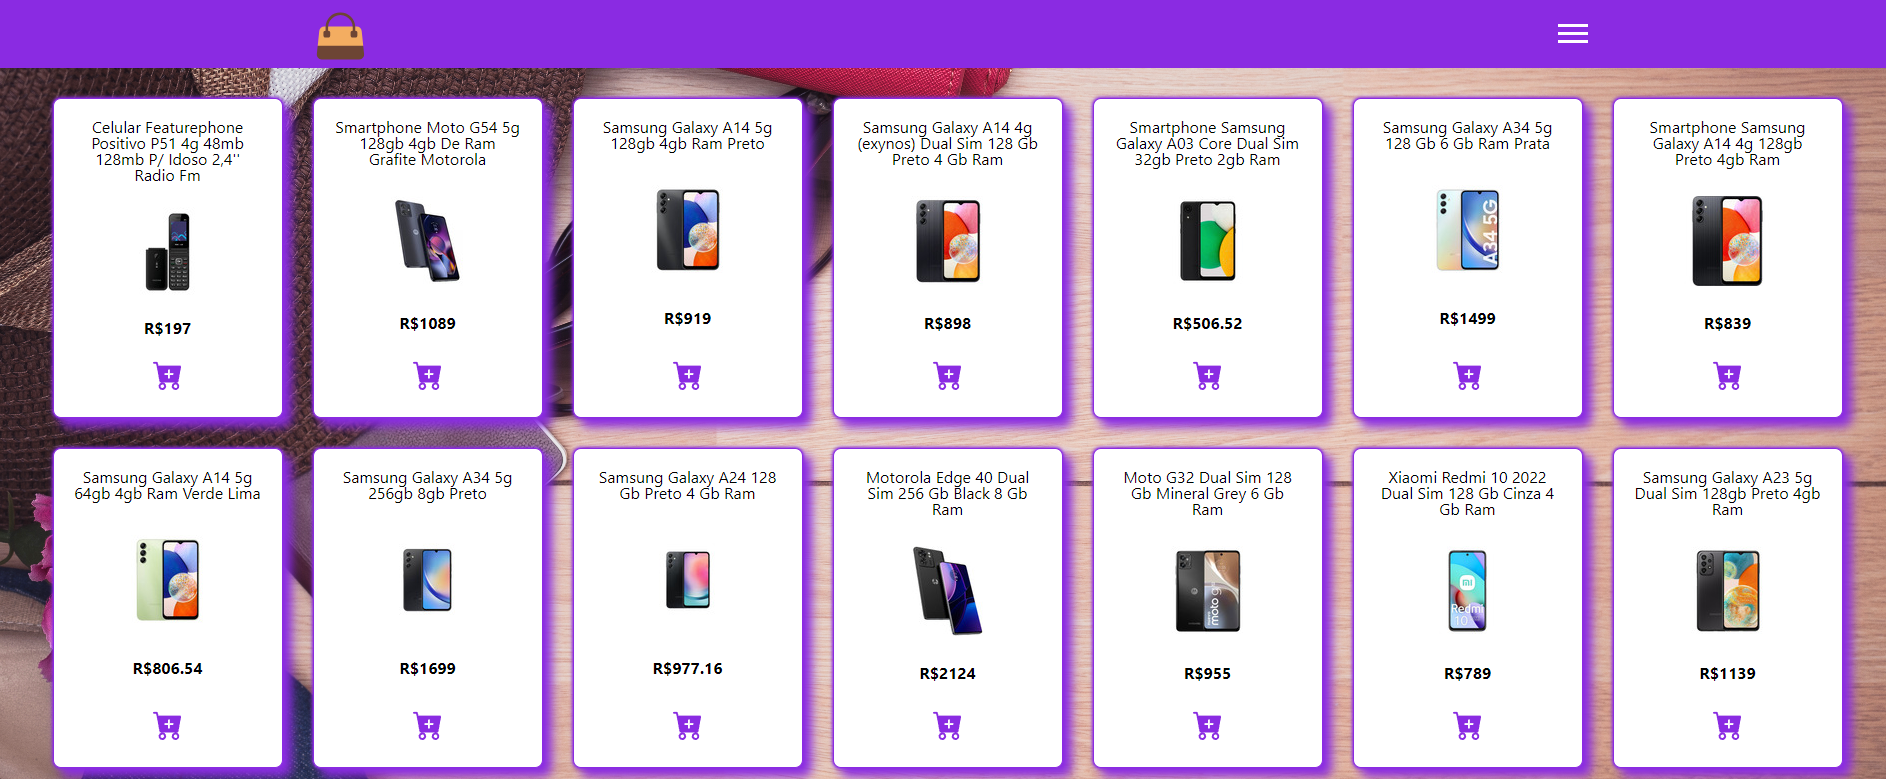 Celular Featurephone
Positivo P51 4g 48mb
128mb P/ Idoso 2,4''
Radio Fm
R$197
Smartphone Moto G54 5g
128gb 4gb De Ram
Grafite Motorola
R$1089
Samsung Galaxy A14 5g
128gb 4gb Ram Preto
R$919
Samsung Galaxy A14 4g
(exynos) Dual Sim 128 Gb
Preto 4 Gb Ram
R$898
Smartphone Samsung
Galaxy A03 Core Dual Sim
32gb Preto 2gb Ram
R$506.52
Samsung Galaxy A34 5g
128 Gb 6 Gb Ram Prata
A34 5G
R$1499
Smartphone Samsung
Galaxy A14 4g 128gb
Preto 4gb Ram
R$839
Samsung Galaxy A14 5g
64gb 4gb Ram Verde Lima
R$806.54
Samsung Galaxy A34 5g
256gb 8gb Preto
R$1699
Samsung Galaxy A24 128
Gb Preto 4 Gb Ram
R$977.16
Motorola Edge 40 Dual
Sim 256 Gb Black 8 Gb
Ram
R$2124
Moto G32 Dual Sim 128
Gb Mineral Grey 6 Gb
Ram
moto g
R$955
Xiaomi Redmi 10 2022
Dual Sim 128 Gb Cinza 4
Gb Ram
mi
Redmi
10
R$789
Samsung Galaxy A23 5g
Dual Sim 128gb Preto 4gb
Ram
R$1139